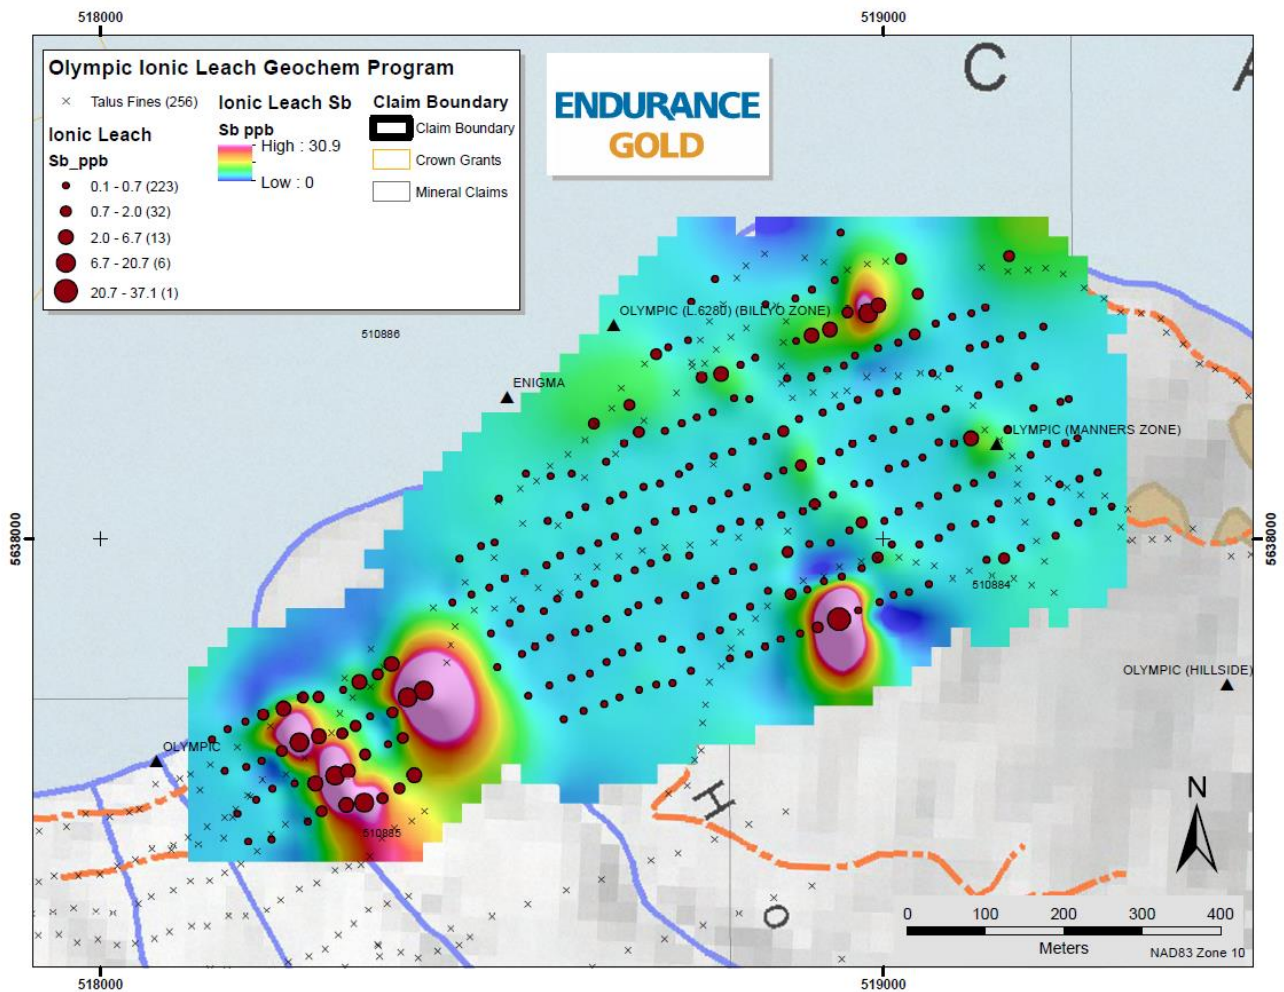 518000
519000
Olympic Ionic Leach Geochem Program
Talus Fines (256)
Ionic Leach
Sb_ppb
0.1 - 0.7 (223)
0.7 - 2.0 (32)
2.0 - 6.7 (13)
6.7 - 20.7 (6)
20.7 - 37.1 (1)
Ionic Leach Sb
Sb ppb
High : 30.9
Low : 0
Claim Boundary
Claim Boundary
Crown Grants
Mineral Claims
ENDURANCE
GOLD
C
A
OLYMPIC (L.6280) (BILLYO ZONE)
510886
ENIGMA
OLYMPIC (MANNERS ZONE)
5638000
5638000
510884
OLYMPIC (HILLSIDE)
OLYMPIC
H
510885
N
O
0 100 200 300 400
Meters
NAD83 Zone 10
518000
519000